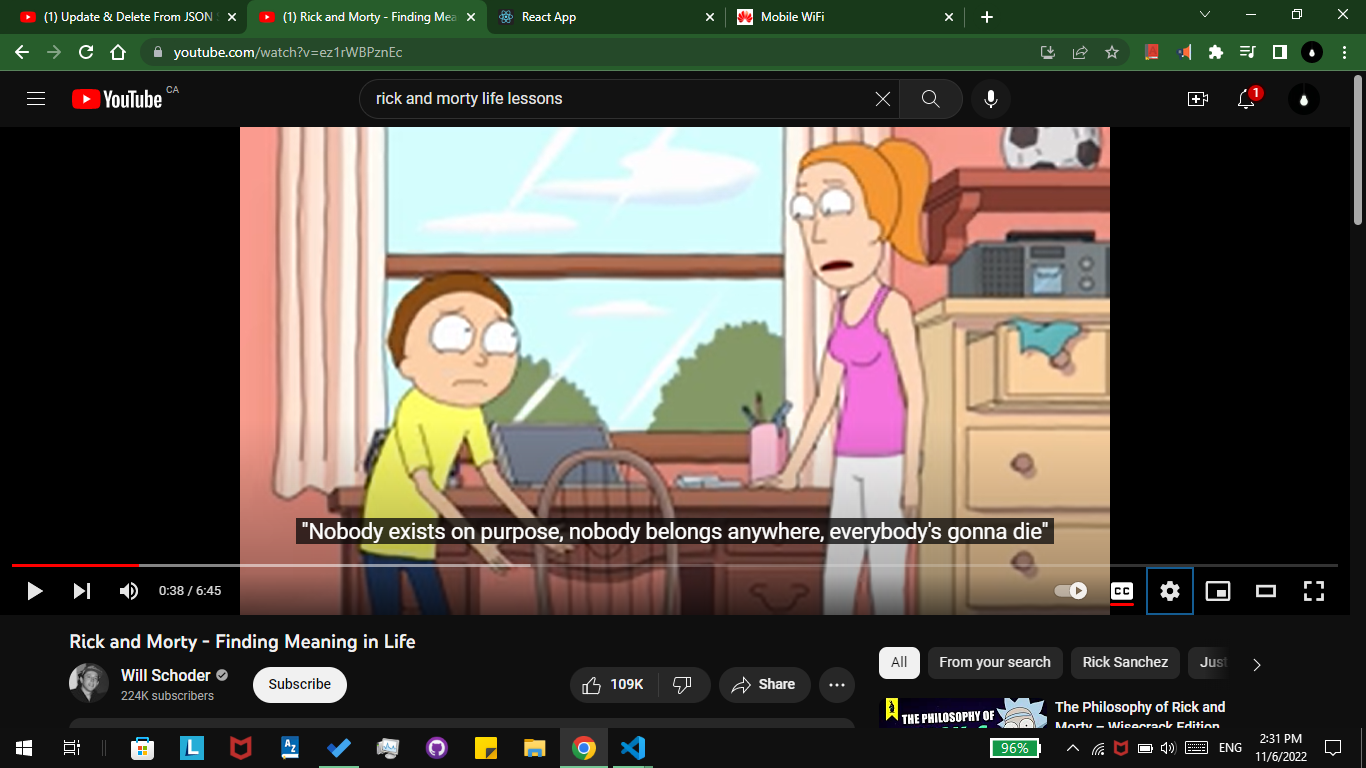 (1) Update & Delete From JSON
(1) Rick and Morty - Finding Mea
React App
Mobile WiFi
youtube.com/watch?v=ez1rWBPznEc
YouTube CA
rick and morty life lessons
1
"Nobody exists on purpose, nobody belongs anywhere, everybody's gonna die"
0:38 / 6:45
CC
Rick and Morty - Finding Meaning in Life
Will Schoder
224K subscribers
Subscribe
109K
Share
All
From your search
Rick Sanchez
Just
THE PHILOSOPHY OF
The Philosophy of Rick and
Morty – Wisecrack Edition
L
A
Z
96%
ENG
2:31 PM
11/6/2022